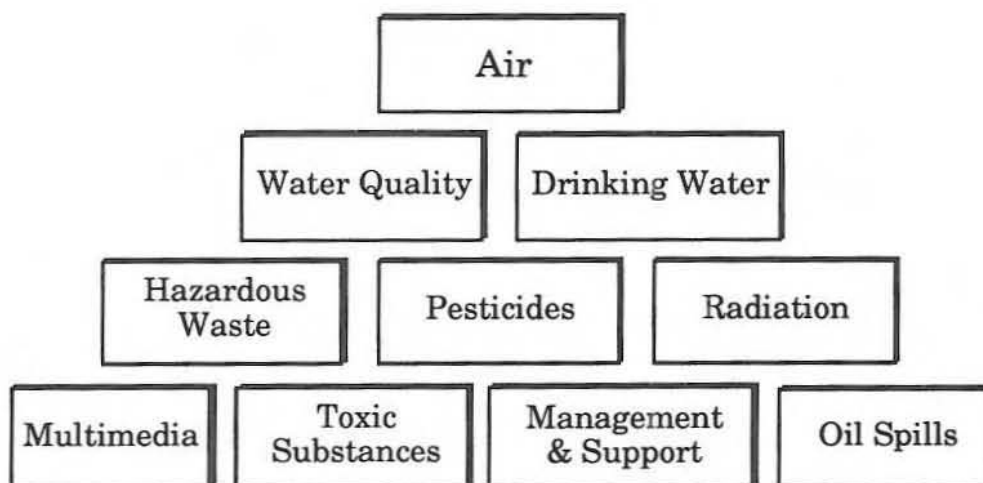 Air
Water Quality
Drinking Water
Hazardous
Waste
Pesticides
Radiation
Multimedia
Toxic
Substances
Management
& Support
Oil Spills